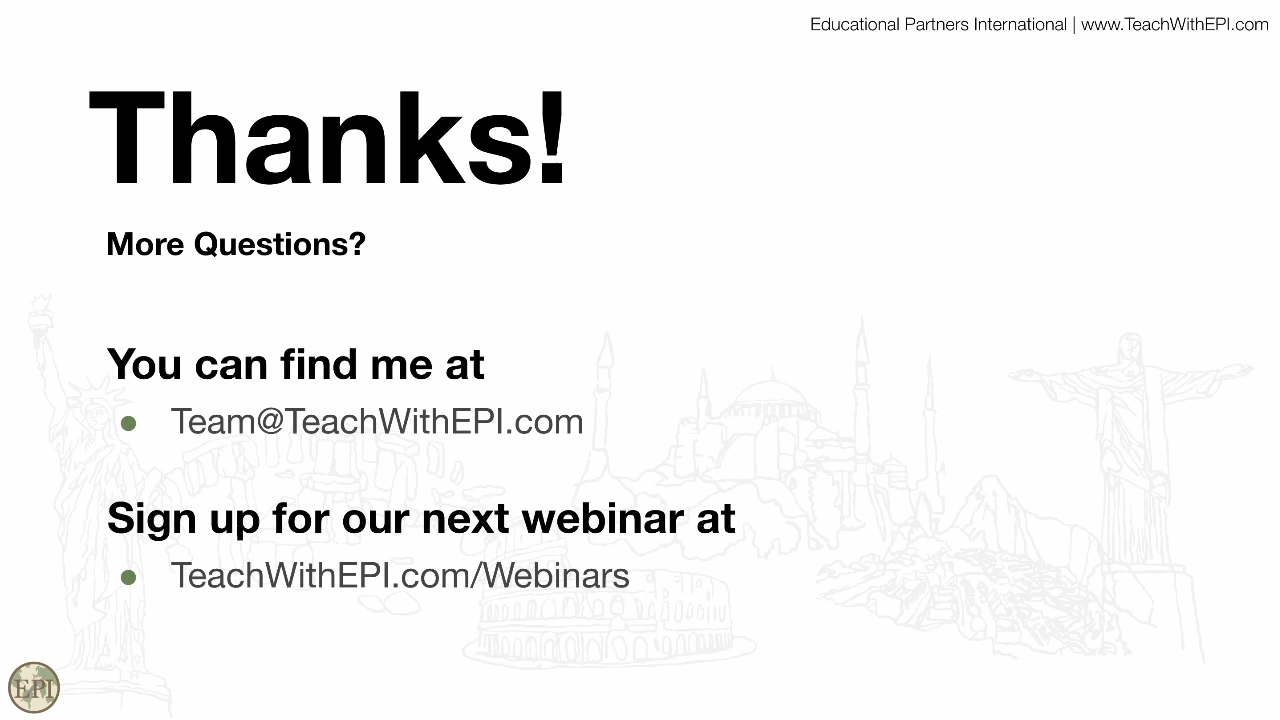 Educational Partners International | www.TeachWithEPI.com
Thanks!
More Questions?
You can find me at
● Team@TeachWithEPI.com
Sign up for our next webinar at
● TeachWithEPI.com/Webinars
EPI